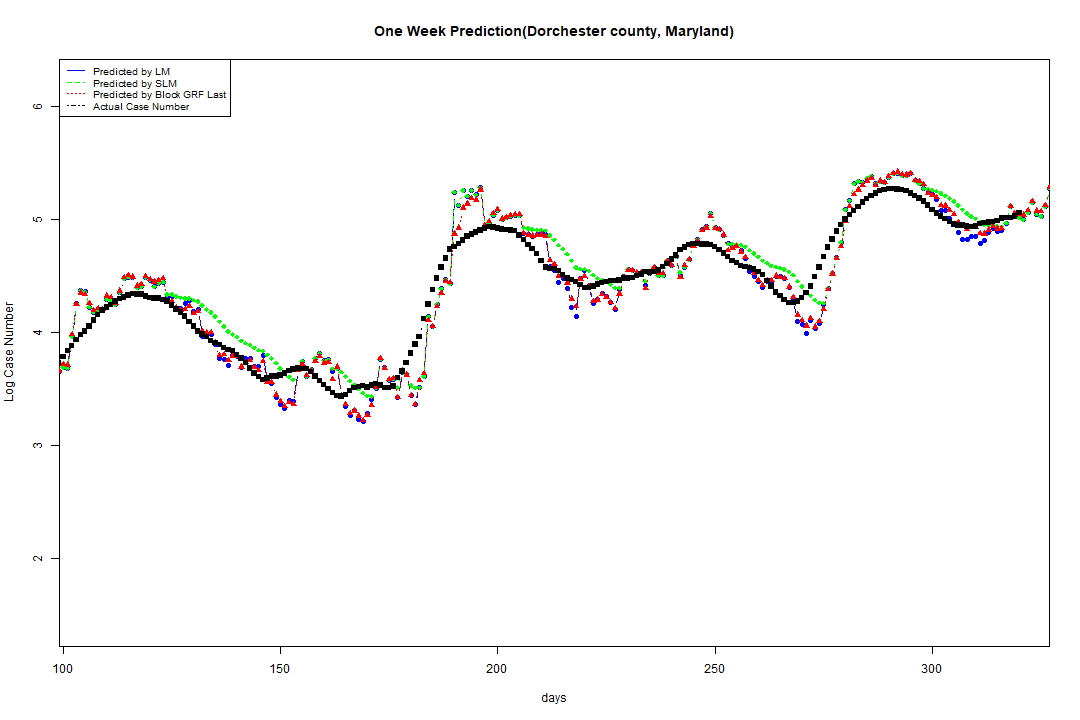 One Week Prediction(Dorchester county, Maryland)
Predicted by LM
Predicted by SLM
Predicted by Block GRF Last
Actual Case Number
6
5
4
3
2
Log Case Number
100 150 200 250 300
days